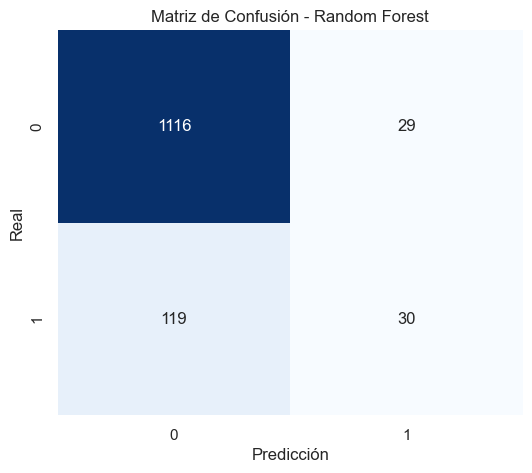 Matriz de Confusión - Random Forest
0
1116
29
Real
1
119
30
0
1
Predicción